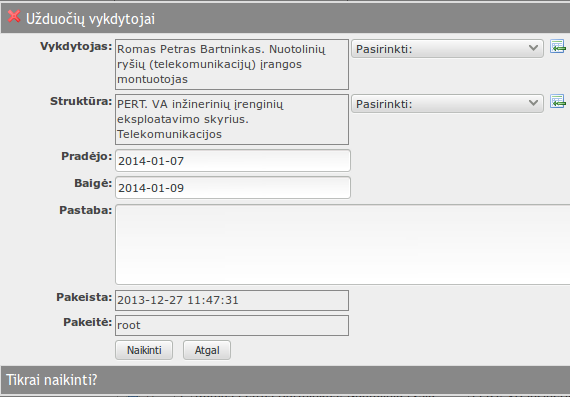 Užduočių vykdytojai
Vykdytojas: Romas Petras Bartninkas. Nuotolinių Pasirinkti:
ryšių (telekomunikacijų) įrangos
montuotojas
Struktūra: PERT. VA inžinerinių įrenginių Pasirinkti:
eksploatavimo skyrius.
Telekomunikacijos
Pradėjo: 2014-01-07
Baigė: 2014-01-09
Pastaba:
Pakeista: 2013-12-27 11:47:31
Pakeitė: root
Naikinti Atgal
Tikrai naikinti?